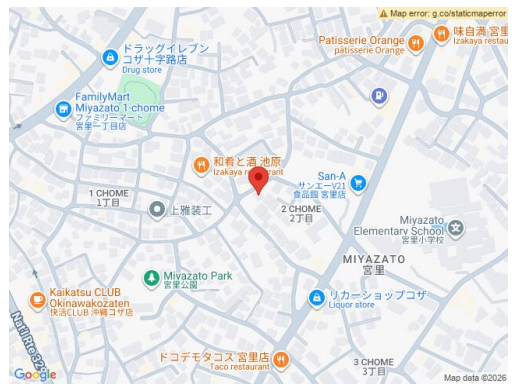 Map error: g.co/staticmaperror
ドラッグイレブン
コザ十字路店
Drug store
Patisserie Orange
pâtisserie Orange
味自満 宮里
Izakaya restau
FamilyMart
Miyazato 1-chome
ファミリーマート
宮里一丁目店
和肴と酒 池原
Izakaya restaurant
San-A
サンエーV21
食品館 宮里店
1 CHOME
1丁目
上雅装工
2 CHOME
2丁目
Miyazato
Elementary School
宮里小学校
MIYAZATO
宮里
Miyazato Park
宮里公園
Kaikatsu CLUB
Okinawakozaten
快活CLUB 沖縄コザ店
リカーショップコザ
Liquor store
Nat'l Rte 329
ドコデモタコス 宮里店
Taco restaurant
3 CHOME
3丁目
Google
Map data ©2026